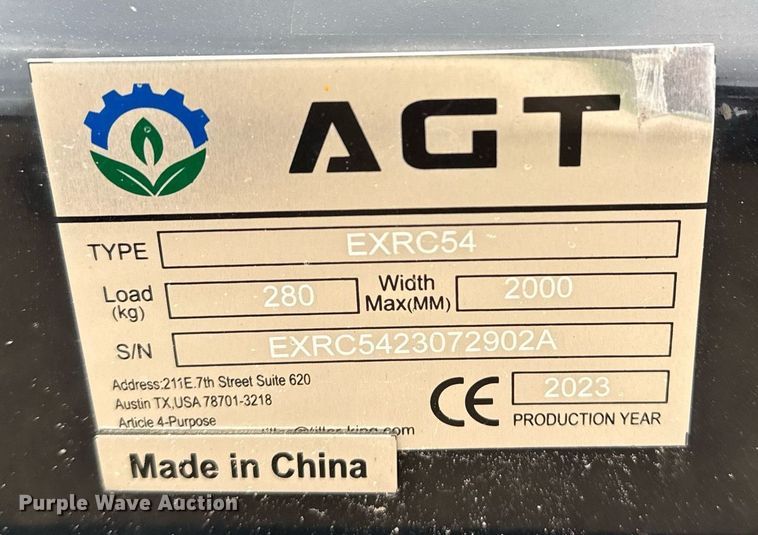 AGT
TYPE EXRC54
Load (kg) 280 Width Max(MM) 2000
S/N EXRC5423072902A
Address:211E.7th Street Suite 620
Austin TX,USA 78701-3218
Article 4-Purpose
CE 2023
PRODUCTION YEAR
Made in China
Purple Wave Auction